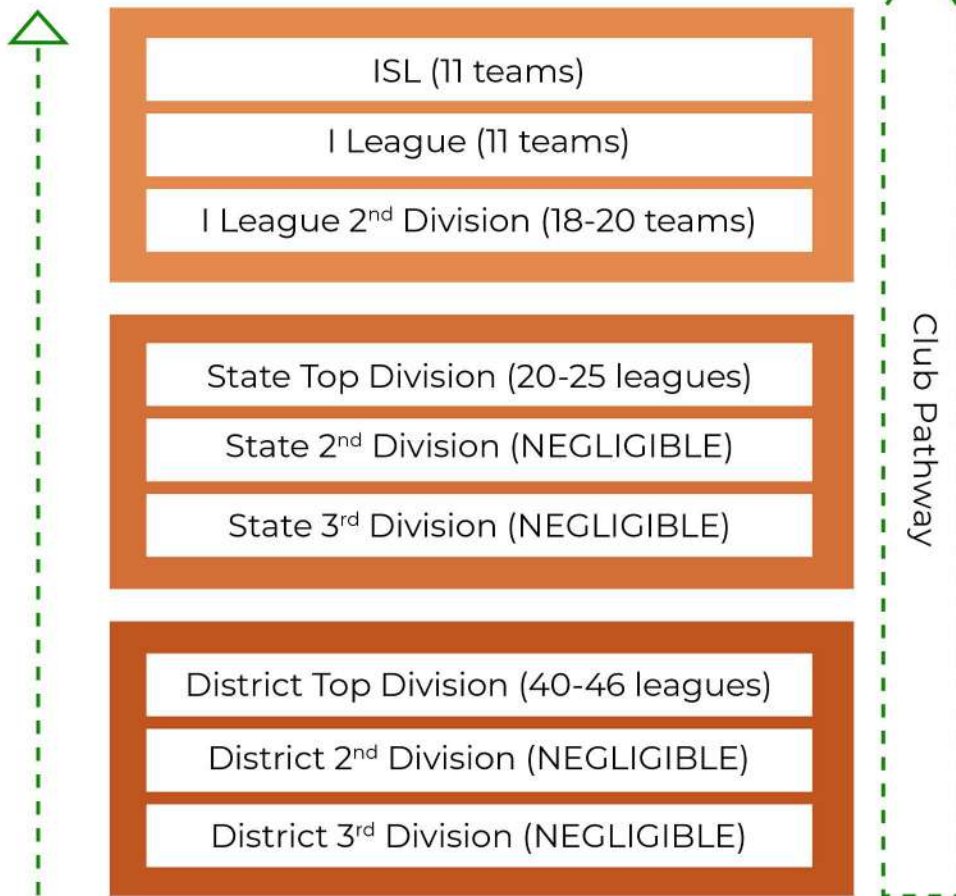 ISL (11 teams)
I League (11 teams)
I League 2nd Division (18-20 teams)
State Top Division (20-25 leagues)
State 2nd Division (NEGLIGIBLE)
State 3rd Division (NEGLIGIBLE)
District Top Division (40-46 leagues)
District 2nd Division (NEGLIGIBLE)
District 3rd Division (NEGLIGIBLE)
Club Pathway